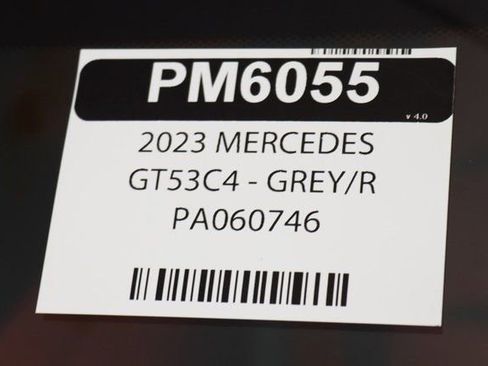 PM6055
v 4.0
2023 MERCEDES
GT53C4 - GREY/R
PA060746